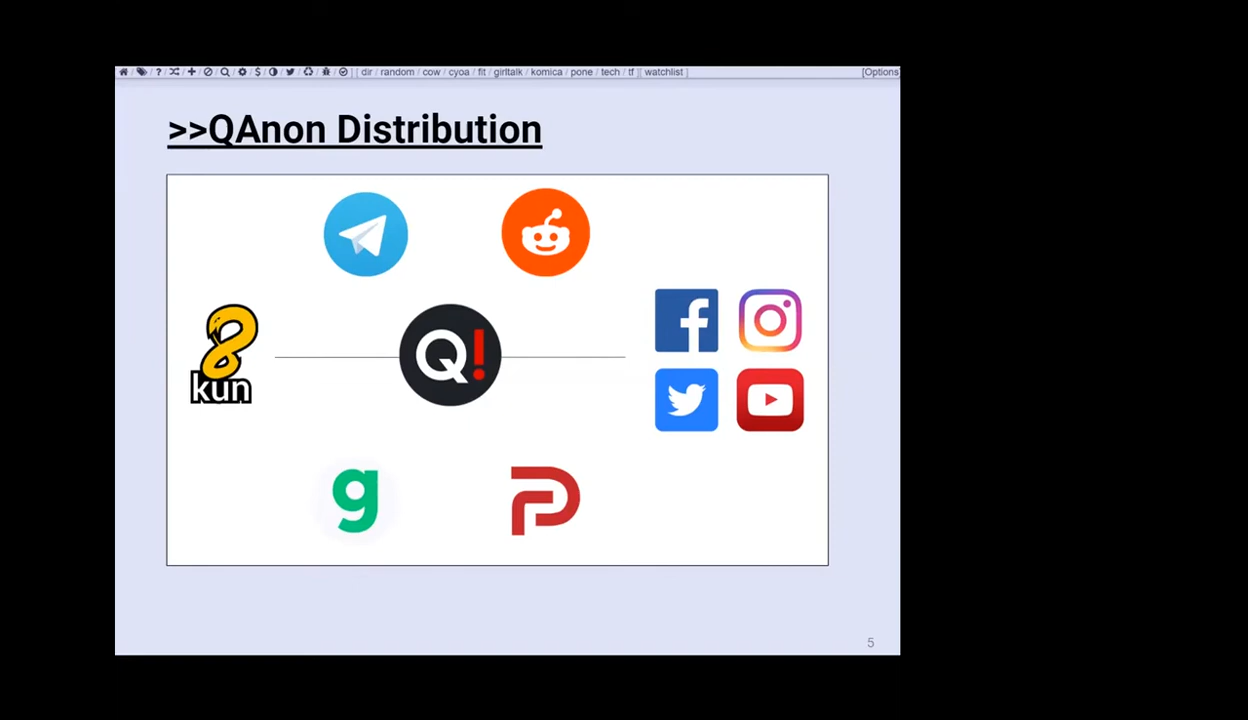 [ dir / random / cow / cyoa / fit / girltalk / komica / pone / tech / tf ][ watchlist ]
[Options
>>QAnon Distribution
Q!
8
kun
5